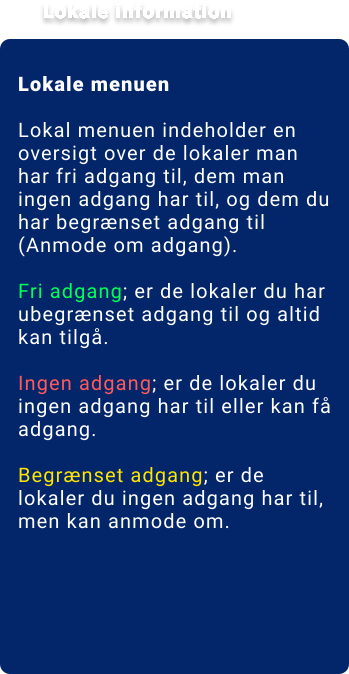 Lokale Information
Lokale menuen
Lokal menuen indeholder en
oversigt over de lokaler man
har fri adgang til, dem man
ingen adgang har til, og dem du
har begrænset adgang til
(Anmode om adgang).
Fri adgang; er de lokaler du har
ubegrænset adgang til og altid
kan tilgå.
Ingen adgang; er de lokaler du
ingen adgang har til eller kan få
adgang.
Begrænset adgang; er de
lokaler du ingen adgang har til,
men kan anmode om.